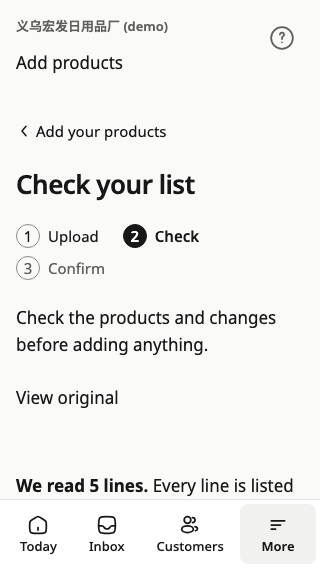 义乌宏发日用品厂 (demo)
?
Add products
Add your products
Check your list
1 Upload 2 Check
3 Confirm
Check the products and changes
before adding anything.
View original
We read 5 lines. Every line is listed
Today Inbox Customers More